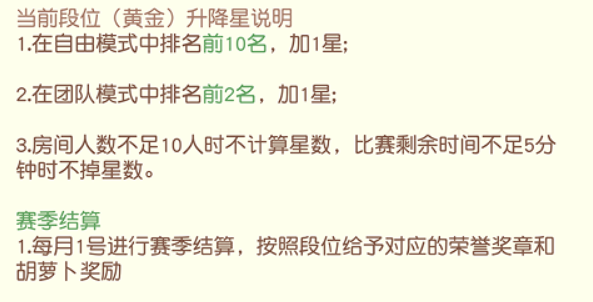 当前段位（黄金）升降星说明
1.在自由模式中排名前10名，加1星;
2.在团队模式中排名前2名，加1星;
3.房间人数不足10人时不计算星数，比赛剩余时间不足5分
钟时不掉星数。
赛季结算
1.每月1号进行赛季结算，按照段位给予对应的荣誉奖章和
胡萝卜奖励